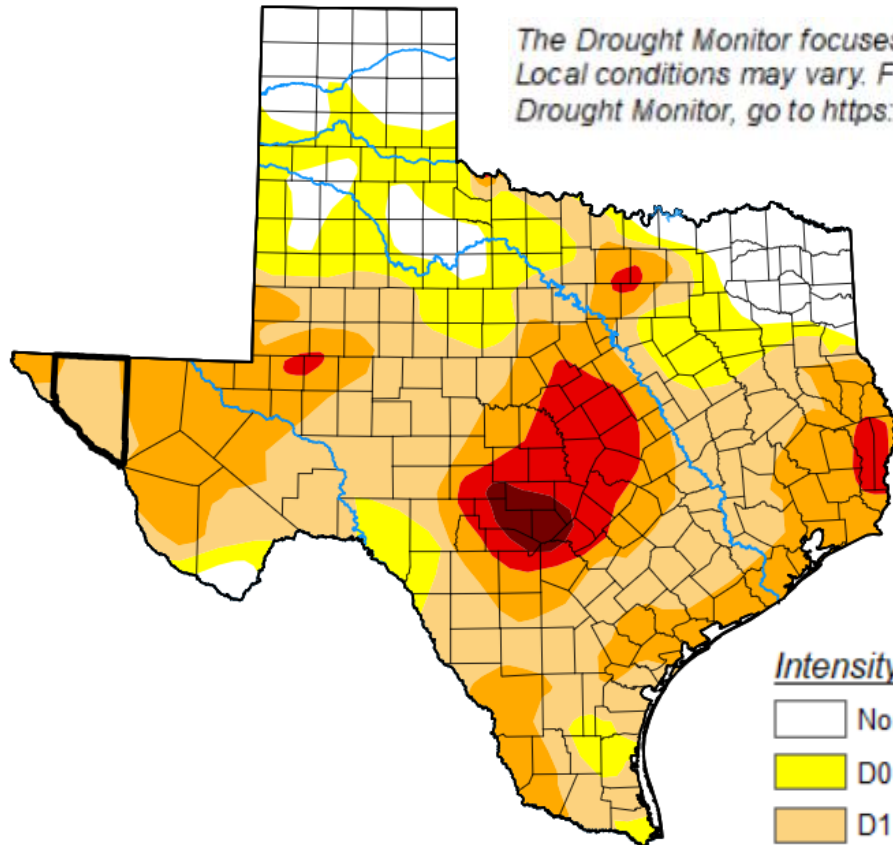 The Drought Monitor focuses
Local conditions may vary. F
Drought Monitor, go to https:
Intensity
No
D0
D1